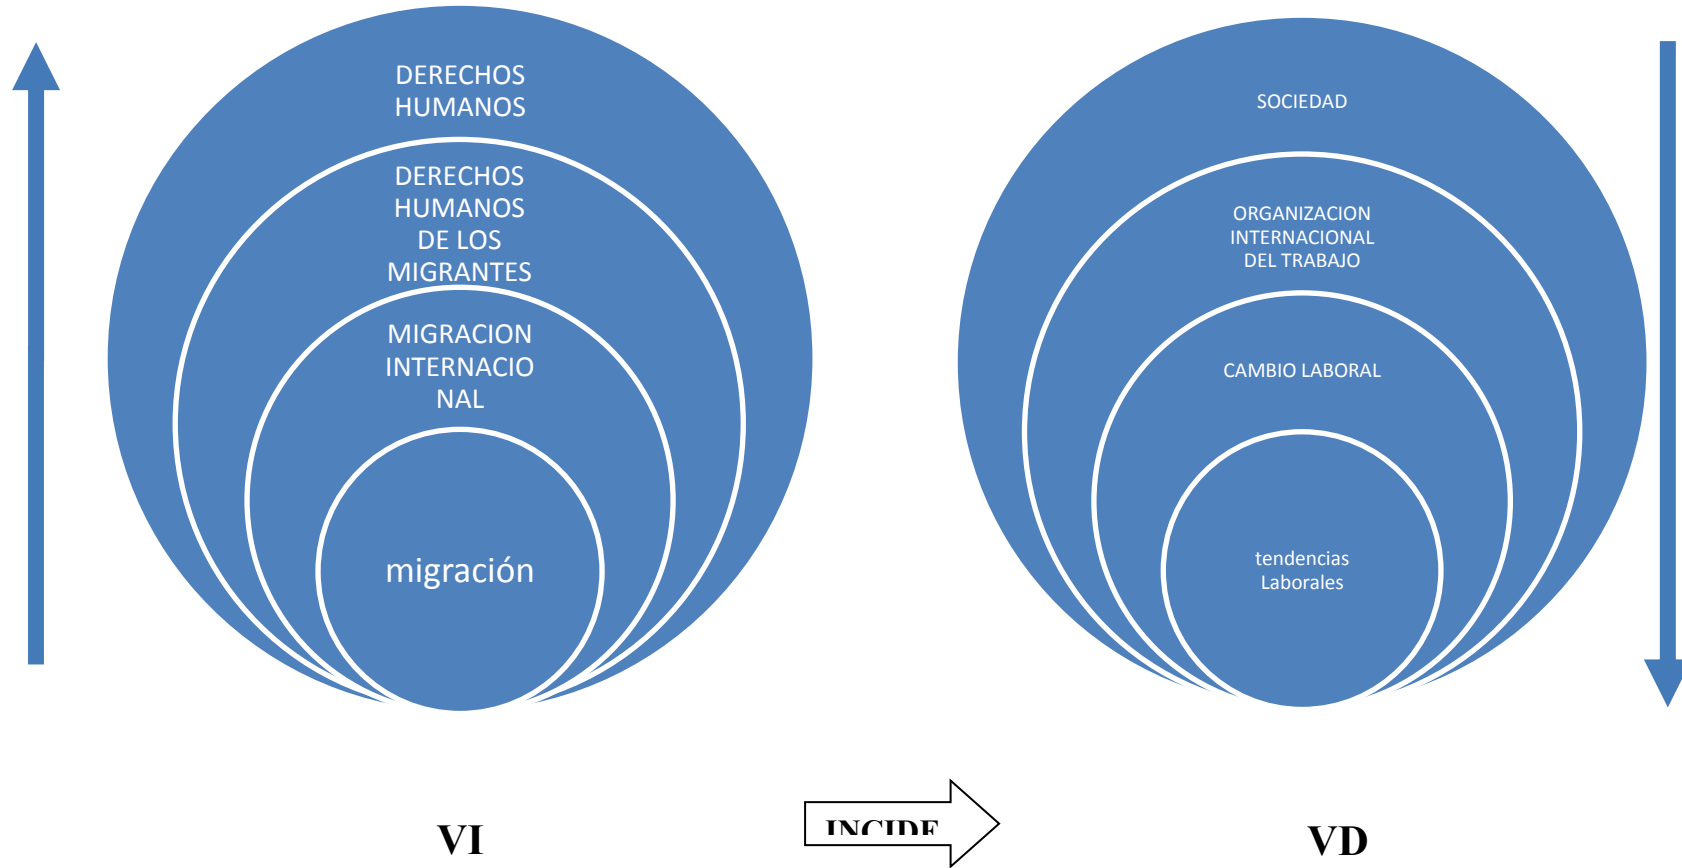 DERECHOS
HUMANOS
DERECHOS
HUMANOS
DE LOS
MIGRANTES
MIGRACION
INTERNACIO
NAL
migración
SOCIEDAD
ORGANIZACION
INTERNACIONAL
DEL TRABAJO
CAMBIO LABORAL
tendencias
Laborales
VI
INCIDE
VD